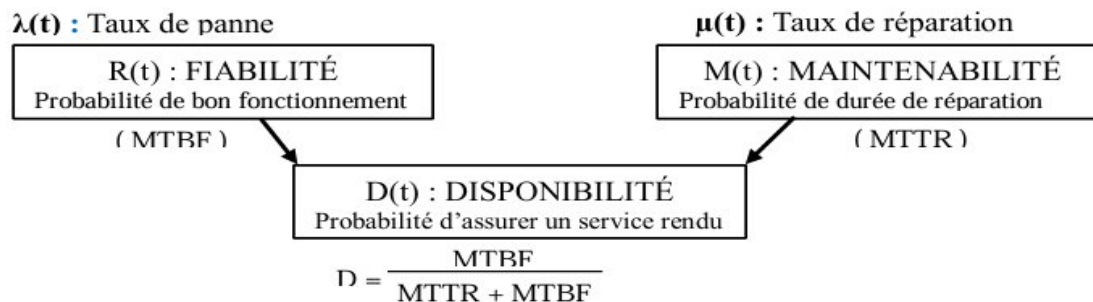 λ(t) : Taux de panne
μ(t) : Taux de réparation
R(t) : FIABILITÉ
Probabilité de bon fonctionnement
M(t) : MAINTENABILITÉ
Probabilité de durée de réparation
( MTBF )
( MTTR )
D(t) : DISPONIBILITÉ
Probabilité d’assurer un service rendu
MTBF
D =
MTTR + MTBF